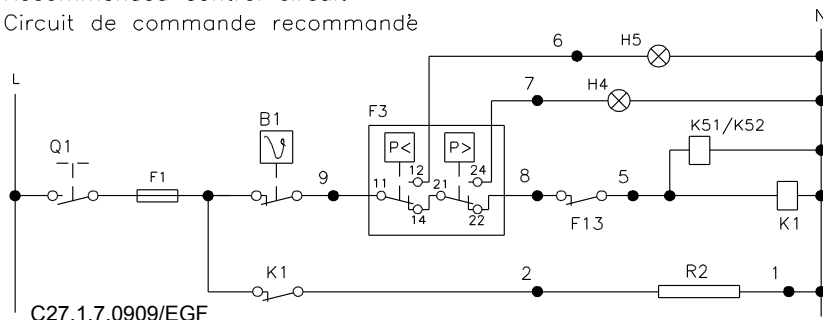 Recommended control circuit
Circuit de commande recommandé
N
6
H5
L
7
H4
F3
K51/K52
Q1
B1
P<
P>
F1
9
12
24
8
5
11
21
14
22
F13
K1
K1
2
R2
1
C27.1.7.0909/EGF